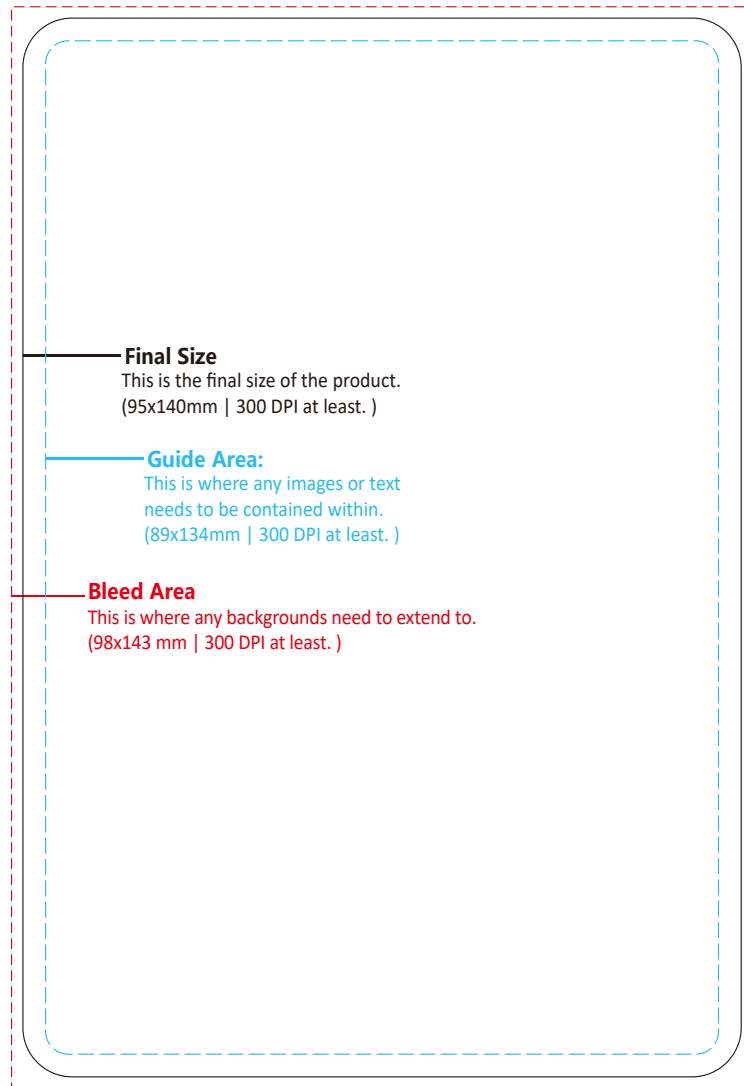 Final Size
This is the final size of the product.
(95x140mm | 300 DPI at least. )
Guide Area:
This is where any images or text
needs to be contained within.
(89x134mm | 300 DPI at least. )
Bleed Area
This is where any backgrounds need to extend to.
(98x143 mm | 300 DPI at least. )